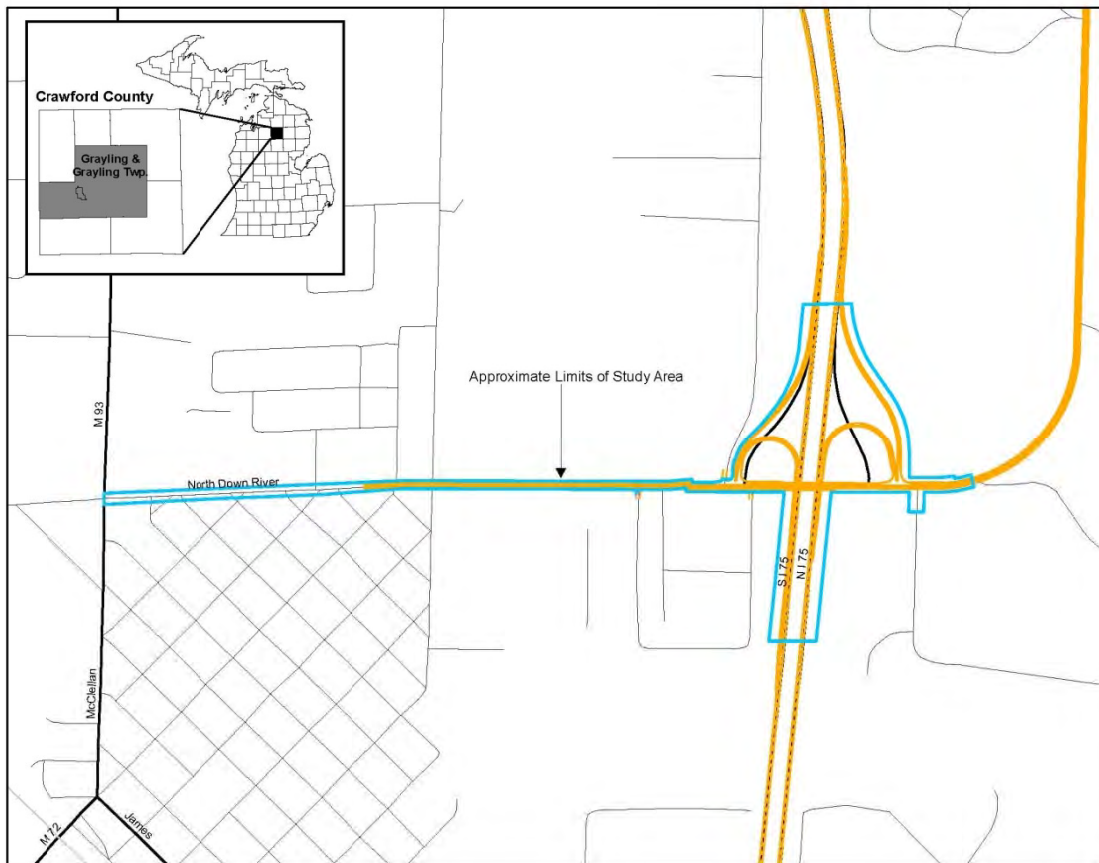 Crawford County
Grayling &
Grayling Twp.
M 93
Approximate Limits of Study Area
North Down River
S I 75
N I 75
McClellan
M 72
James